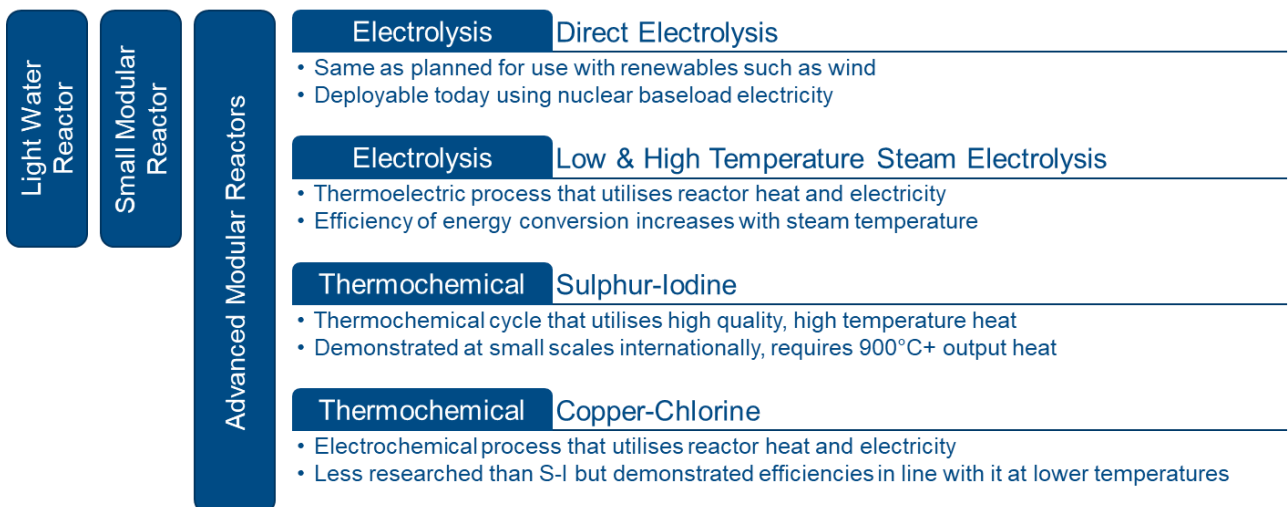 Light Water
Reactor
Small Modular
Reactor
Advanced Modular Reactors
Electrolysis Direct Electrolysis
• Same as planned for use with renewables such as wind
• Deployable today using nuclear baseload electricity
Electrolysis Low & High Temperature Steam Electrolysis
• Thermoelectric process that utilises reactor heat and electricity
• Efficiency of energy conversion increases with steam temperature
Thermochemical Sulphur-Iodine
• Thermochemical cycle that utilises high quality, high temperature heat
• Demonstrated at small scales internationally, requires 900°C+ output heat
Thermochemical Copper-Chlorine
• Electrochemical process that utilises reactor heat and electricity
• Less researched than S-I but demonstrated efficiencies in line with it at lower temperatures